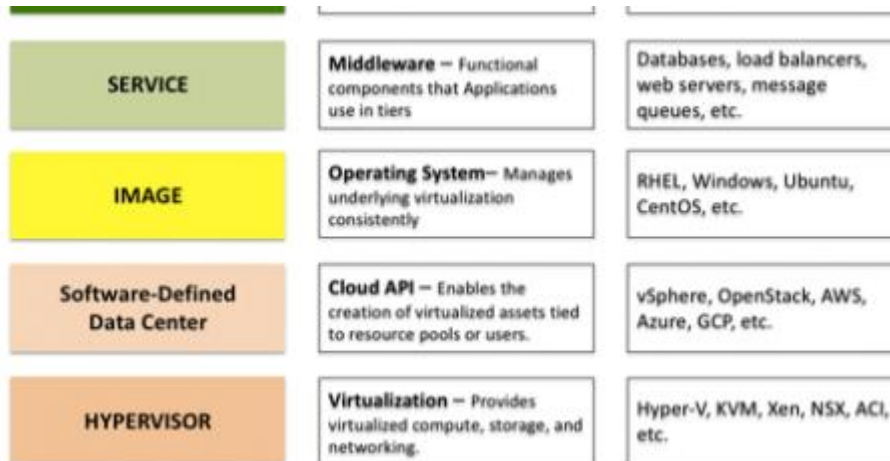 SERVICE
Middleware – Functional
components that Applications
use in tiers
Databases, load balancers,
web servers, message
queues, etc.
IMAGE
Operating System– Manages
underlying virtualization
consistently
RHEL, Windows, Ubuntu,
CentOS, etc.
Software-Defined
Data Center
Cloud API – Enables the
creation of virtualized assets tied
to resource pools or users.
vSphere, OpenStack, AWS,
Azure, GCP, etc.
HYPERVISOR
Virtualization – Provides
virtualized compute, storage, and
networking.
Hyper-V, KVM, Xen, NSX, ACI,
etc.